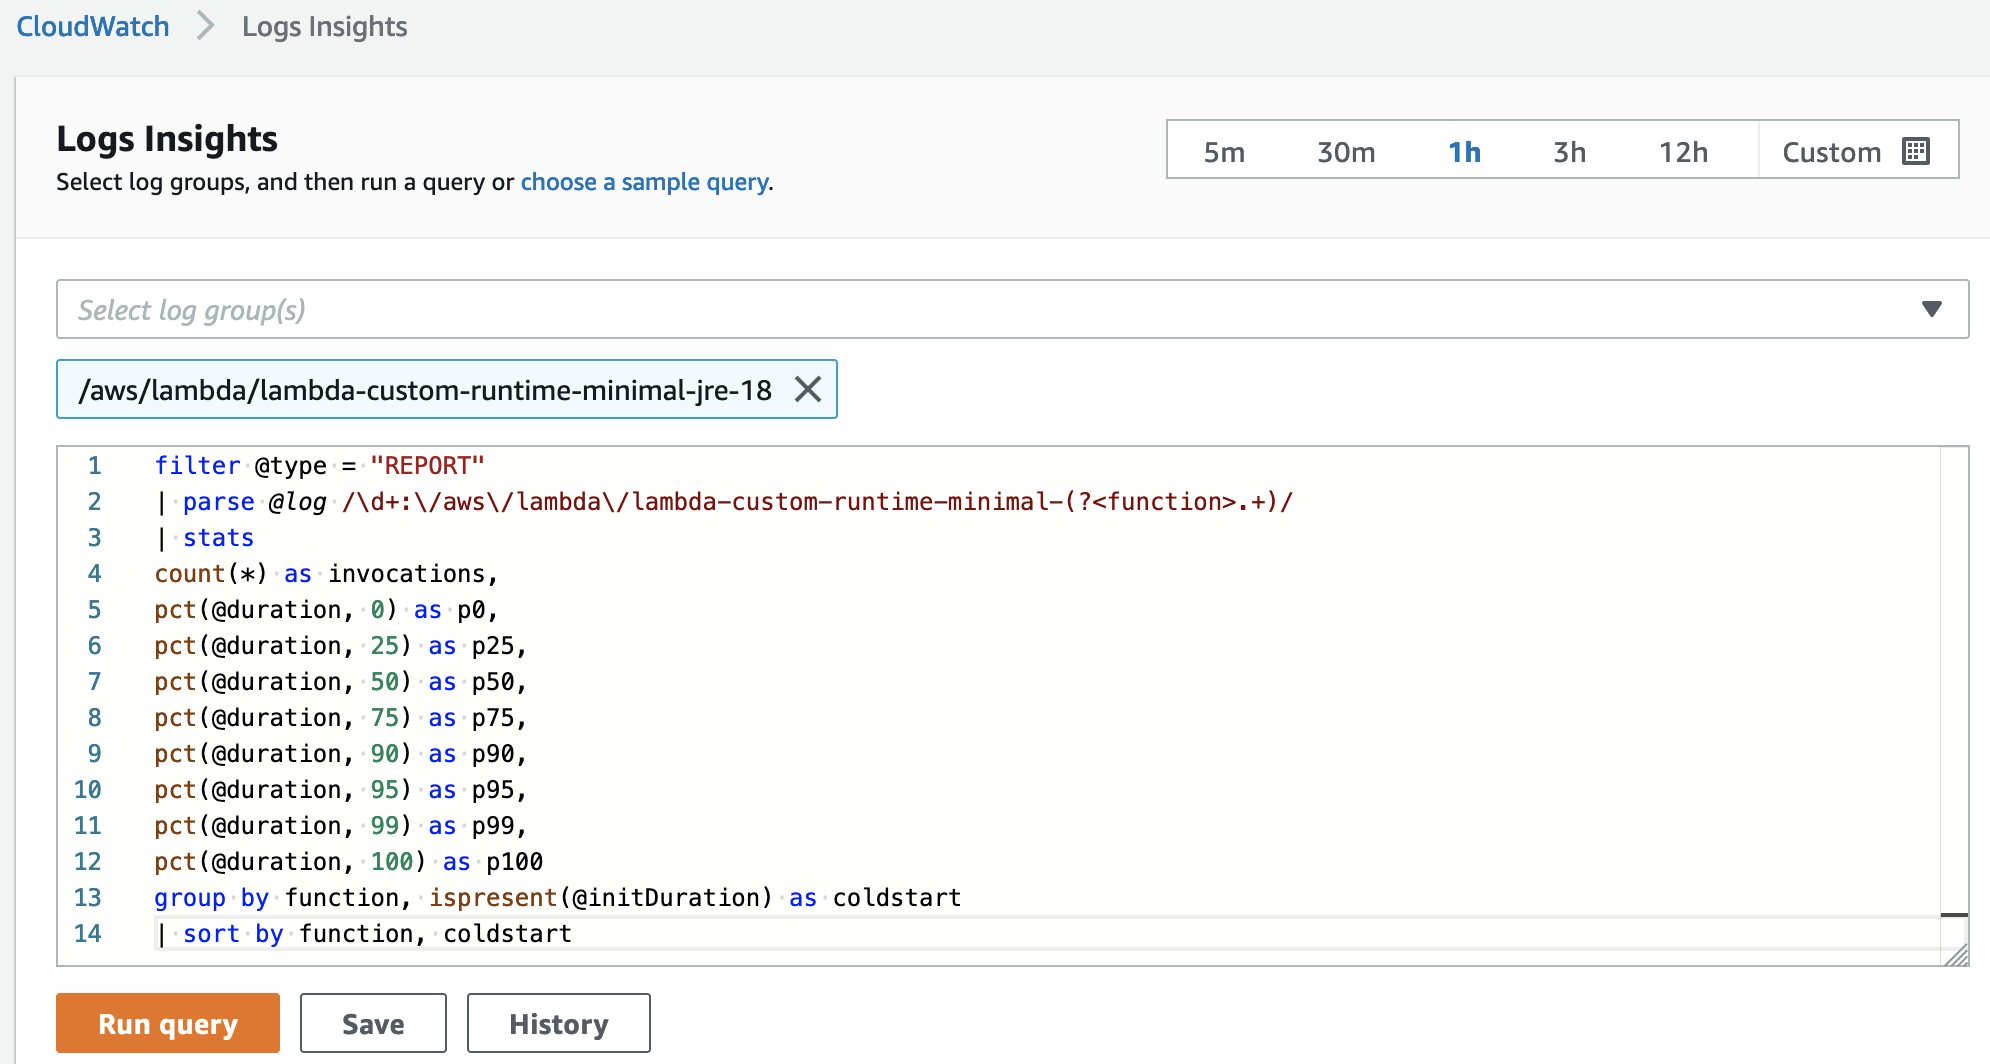 CloudWatch > Logs Insights
Logs Insights
Select log groups, and then run a query or choose a sample query.
5m 30m 1h 3h 12h Custom
Select log group(s)
/aws/lambda/lambda-custom-runtime-minimal-jre-18
1 filter @type = "REPORT"
2 | parse @log /\d+:\/aws\/lambda\/lambda-custom-runtime-minimal-(?<function>.+)/
3 | stats
4 count(*) as invocations,
5 pct(@duration, 0) as p0,
6 pct(@duration, 25) as p25,
7 pct(@duration, 50) as p50,
8 pct(@duration, 75) as p75,
9 pct(@duration, 90) as p90,
10 pct(@duration, 95) as p95,
11 pct(@duration, 99) as p99,
12 pct(@duration, 100) as p100
13 group by function, ispresent(@initDuration) as coldstart
14 | sort by function, coldstart
Run query Save History